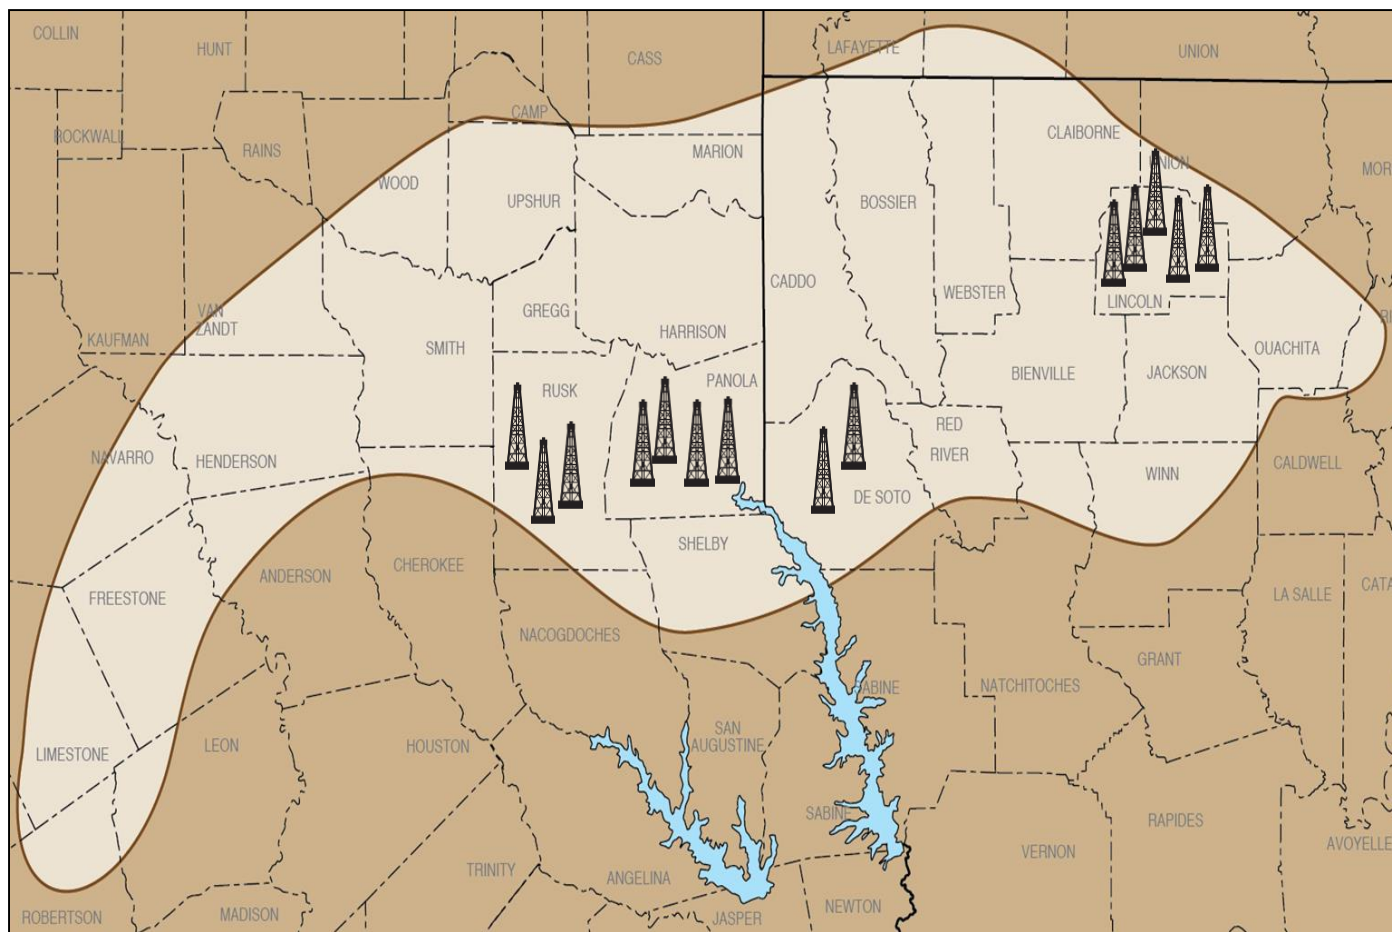 COLLIN
HUNT
CASS
LAFAYETTE
UNION
ROCKWALL
RAINS
CAMP
MARION
CLAIBORNE
UNION
WOOD
UPSHUR
BOSSIER
CADDO
WEBSTER
LINCOLN
VAN
ZANDT
GREGG
HARRISON
KAUFMAN
SMITH
OUACHITA
RUSK
PANOLA
BIENVILLE
JACKSON
RED
RIVER
NAVARRO
HENDERSON
DE SOTO
WINN
CALDWELL
SHELBY
CHEROKEE
ANDERSON
FREESTONE
LA SALLE
NACOGDOCHES
GRANT
SABINE
NATCHITOCHES
SAN
AUGUSTINE
LIMESTONE
LEON
HOUSTON
SABINE
RAPIDES
AVOYELLE
VERNON
TRINITY
ANGELINA
NEWTON
ROBERTSON
MADISON
JASPER